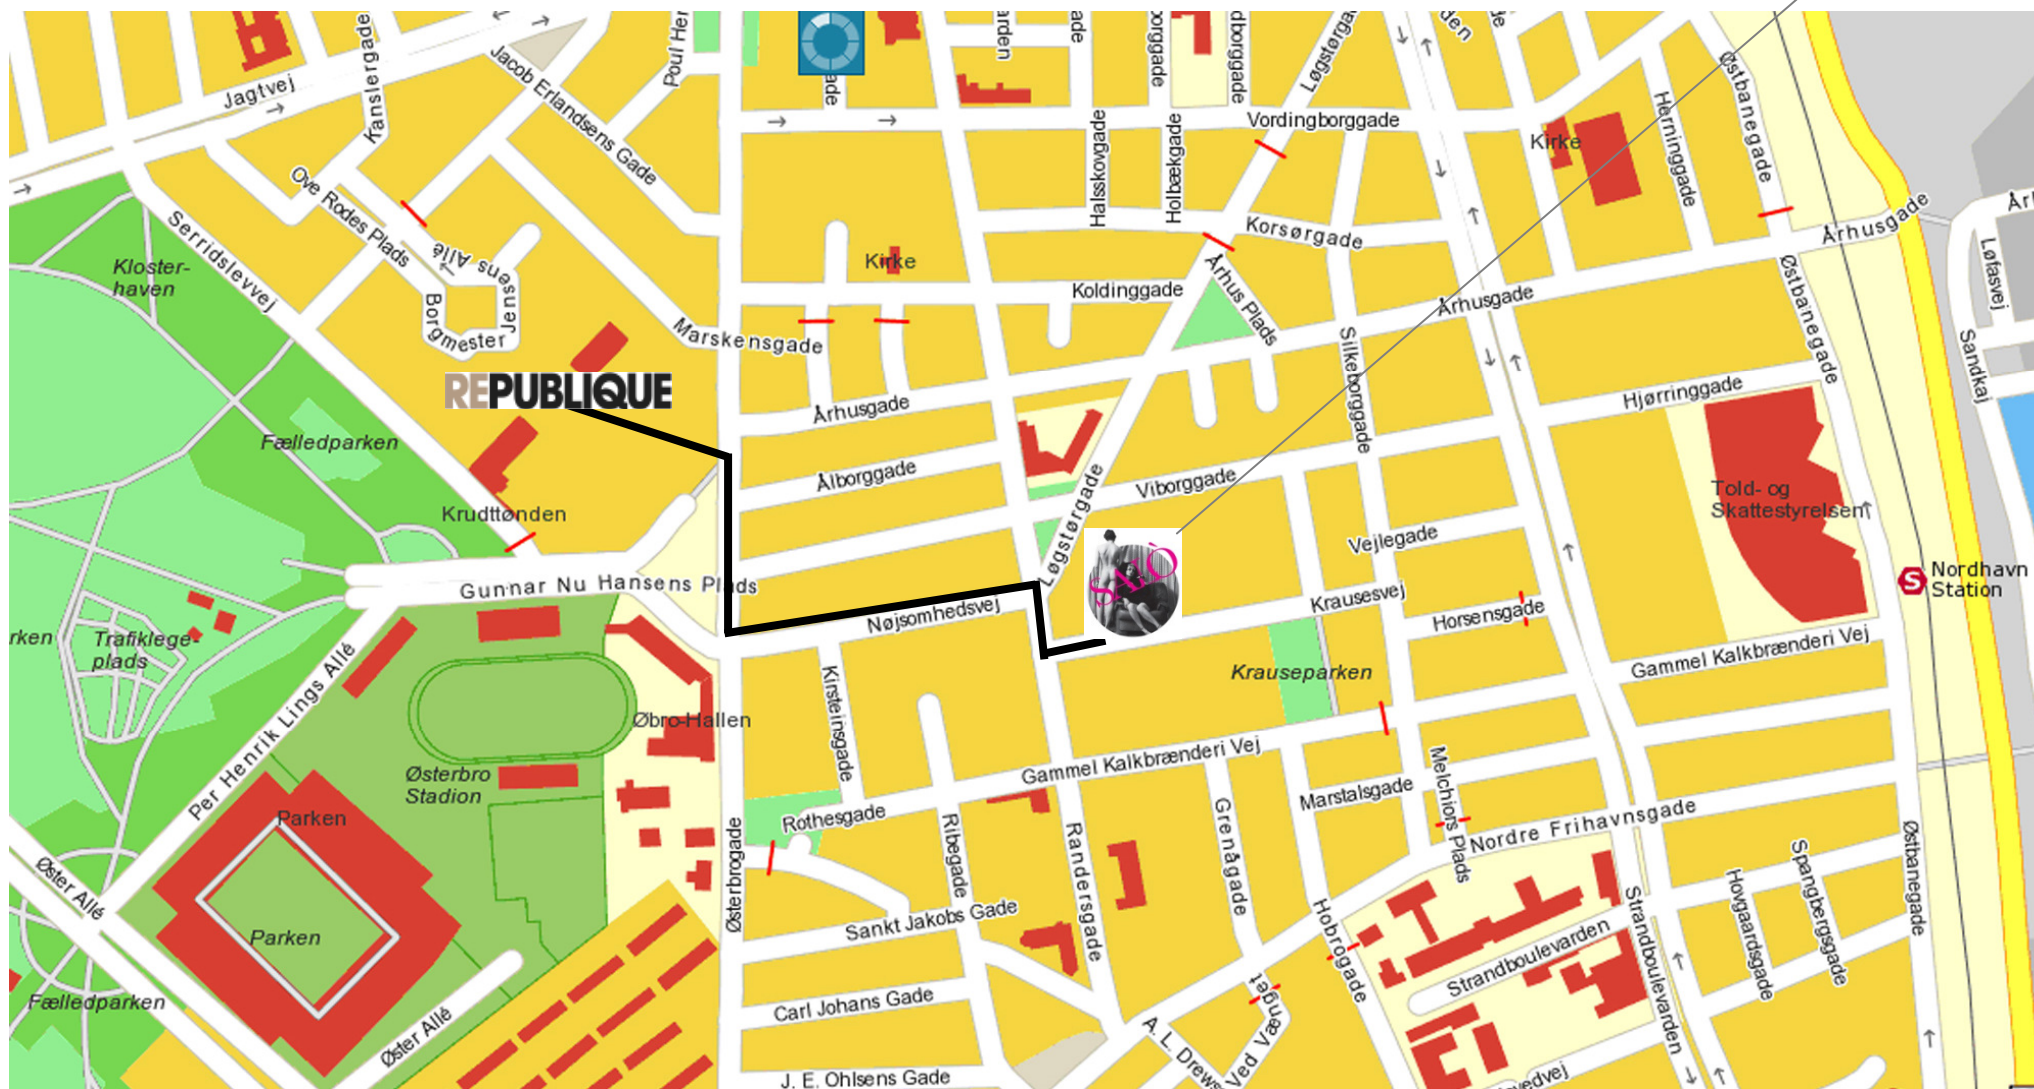 Jagtvej
Kanslergade
Jacob Erlandsens Gade
Ove Rodes Plads
Serridslevvej
Kloster-
haven
Borgmester
Jensens Allé
Marskensgade
Kirke
Koldinggade
Halsskovgade
Holbækgade
Vordingborggade
Korsørgade
Århus Plads
Kirke
Herninggade
Østbanegade
Århusgade
Løfasvej
Sandkaj
Århusgade
Østbanegade
Silkeborggade
Hjørringgade
REPUBLIQUE
Århusgade
Ålborggade
Viborggade
Løgstørgade
Fælledparken
Krudttønden
Told- og
Skattestyrelsen
Vejlegade
SALÒ
Gunnar Nu Hansens Plads
Nøjsomhedsvej
Krausesvej
Horsensgade
S
Nordhavn
Station
Trafiklege-
plads
Per Henrik Lings Allé
Kirsteinsgade
Krauseparken
Gammel Kalkbrænderi Vej
Øbro-Hallen
Østerbro
Stadion
Gammel Kalkbrænderi Vej
Marstalsgade
Melchiors Plads
Nordre Frihavnsgade
Parken
Rothesgade
Østerbrogade
Ribegade
Randersgade
Grenågade
Hobrogade
Øster Allé
Parken
Sankt Jakobs Gade
Strandboulevarden
Strandboulevarden
Hovgaardsgade
Spangbergsgade
Østbanegade
Fælledparken
Carl Johans Gade
Øster Allé
A. L. Drews
Ved Vænget
J. E. Ohlsens Gade